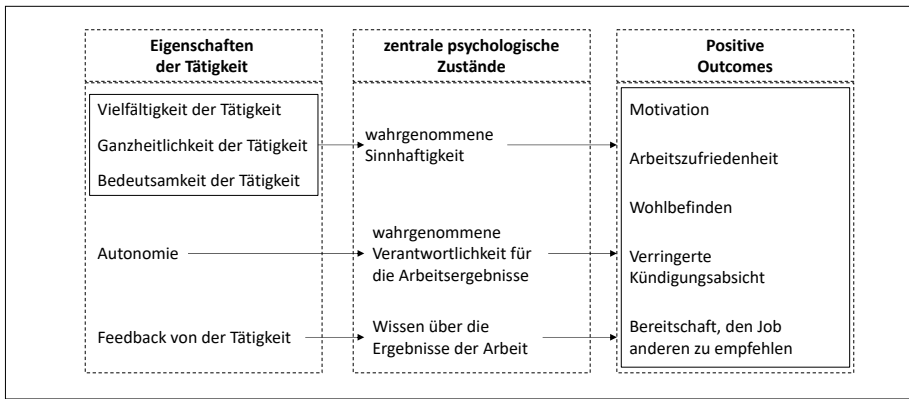 Eigenschaften
der Tätigkeit
zentrale psychologische
Zustände
Positive
Outcomes
Vielfältigkeit der Tätigkeit
Ganzheitlichkeit der Tätigkeit
Bedeutsamkeit der Tätigkeit
Autonomie
Feedback von der Tätigkeit
wahrgenommene
Sinnhaftigkeit
wahrgenommene
Verantwortlichkeit für
die Arbeitsergebnisse
Wissen über die
Ergebnisse der Arbeit
Motivation
Arbeitszufriedenheit
Wohlbefinden
Verringerte
Kündigungsabsicht
Bereitschaft, den Job
anderen zu empfehlen